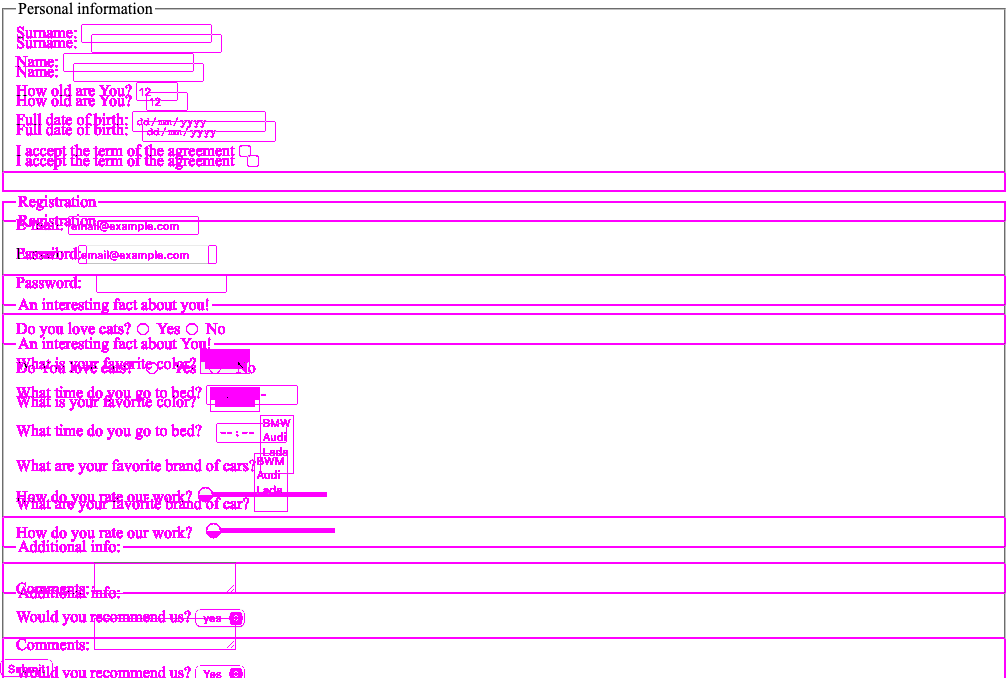 Personal information
Surname:
Surname:
Name:
Name:
How old are You? 12
How old are You? 12
Full date of birth: dd/mm/yyyy
Full date of birth: dd/mm/yyyy
I accept the term of the agreement
I accept the term of the agreement
Registration
Registration
email@example.com
email@example.com
Password:
An interesting fact about you!
Do you love cats? Yes No
An interesting fact about You!
What is your favorite color?
Do You love cats? Yes No
What time do you go to bed?
What is your favorite color?
BMW
What time do you go to bed? --:--
Audi
Lada
BWM
What are your favorite brand of cars?
Audi
Lada
How do you rate our work?
What are your favorite brand of car?
How do you rate our work?
Additional info:
Comments:
Additional info:
Would you recommend us? yes
Comments:
Submit
Would you recommend us? Yes